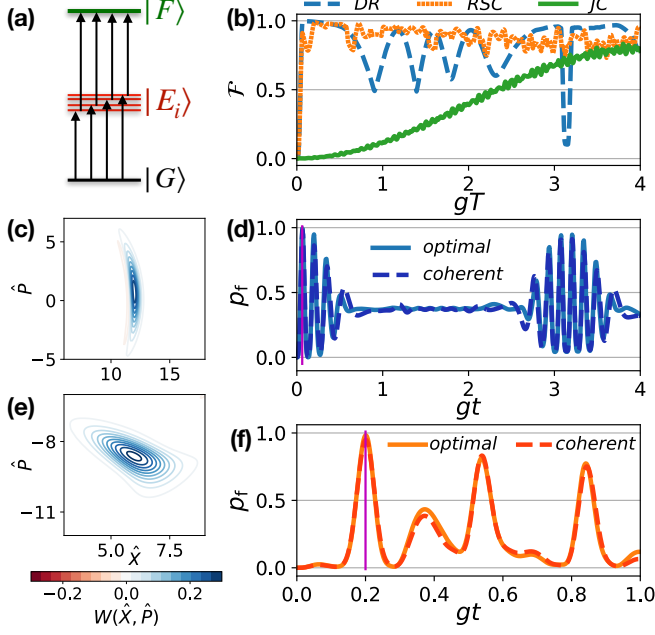 (a)
|F⟩
|E_i⟩
|G⟩
(b)
DR
RSC
JC
1.0
0.5
0.0
ℱ
0
1
2
3
4
gT
(c)
5
0
−5
P̂
10
15
(d)
optimal
coherent
1.0
0.5
0.0
p_f
0
1
2
3
4
gt
(e)
−8
−11
P̂
5.0
7.5
X̂
−0.2
0.0
0.2
W(X̂, P̂)
(f)
optimal
coherent
1.0
0.5
0.0
p_f
0.0
0.2
0.4
0.6
0.8
1.0
gt